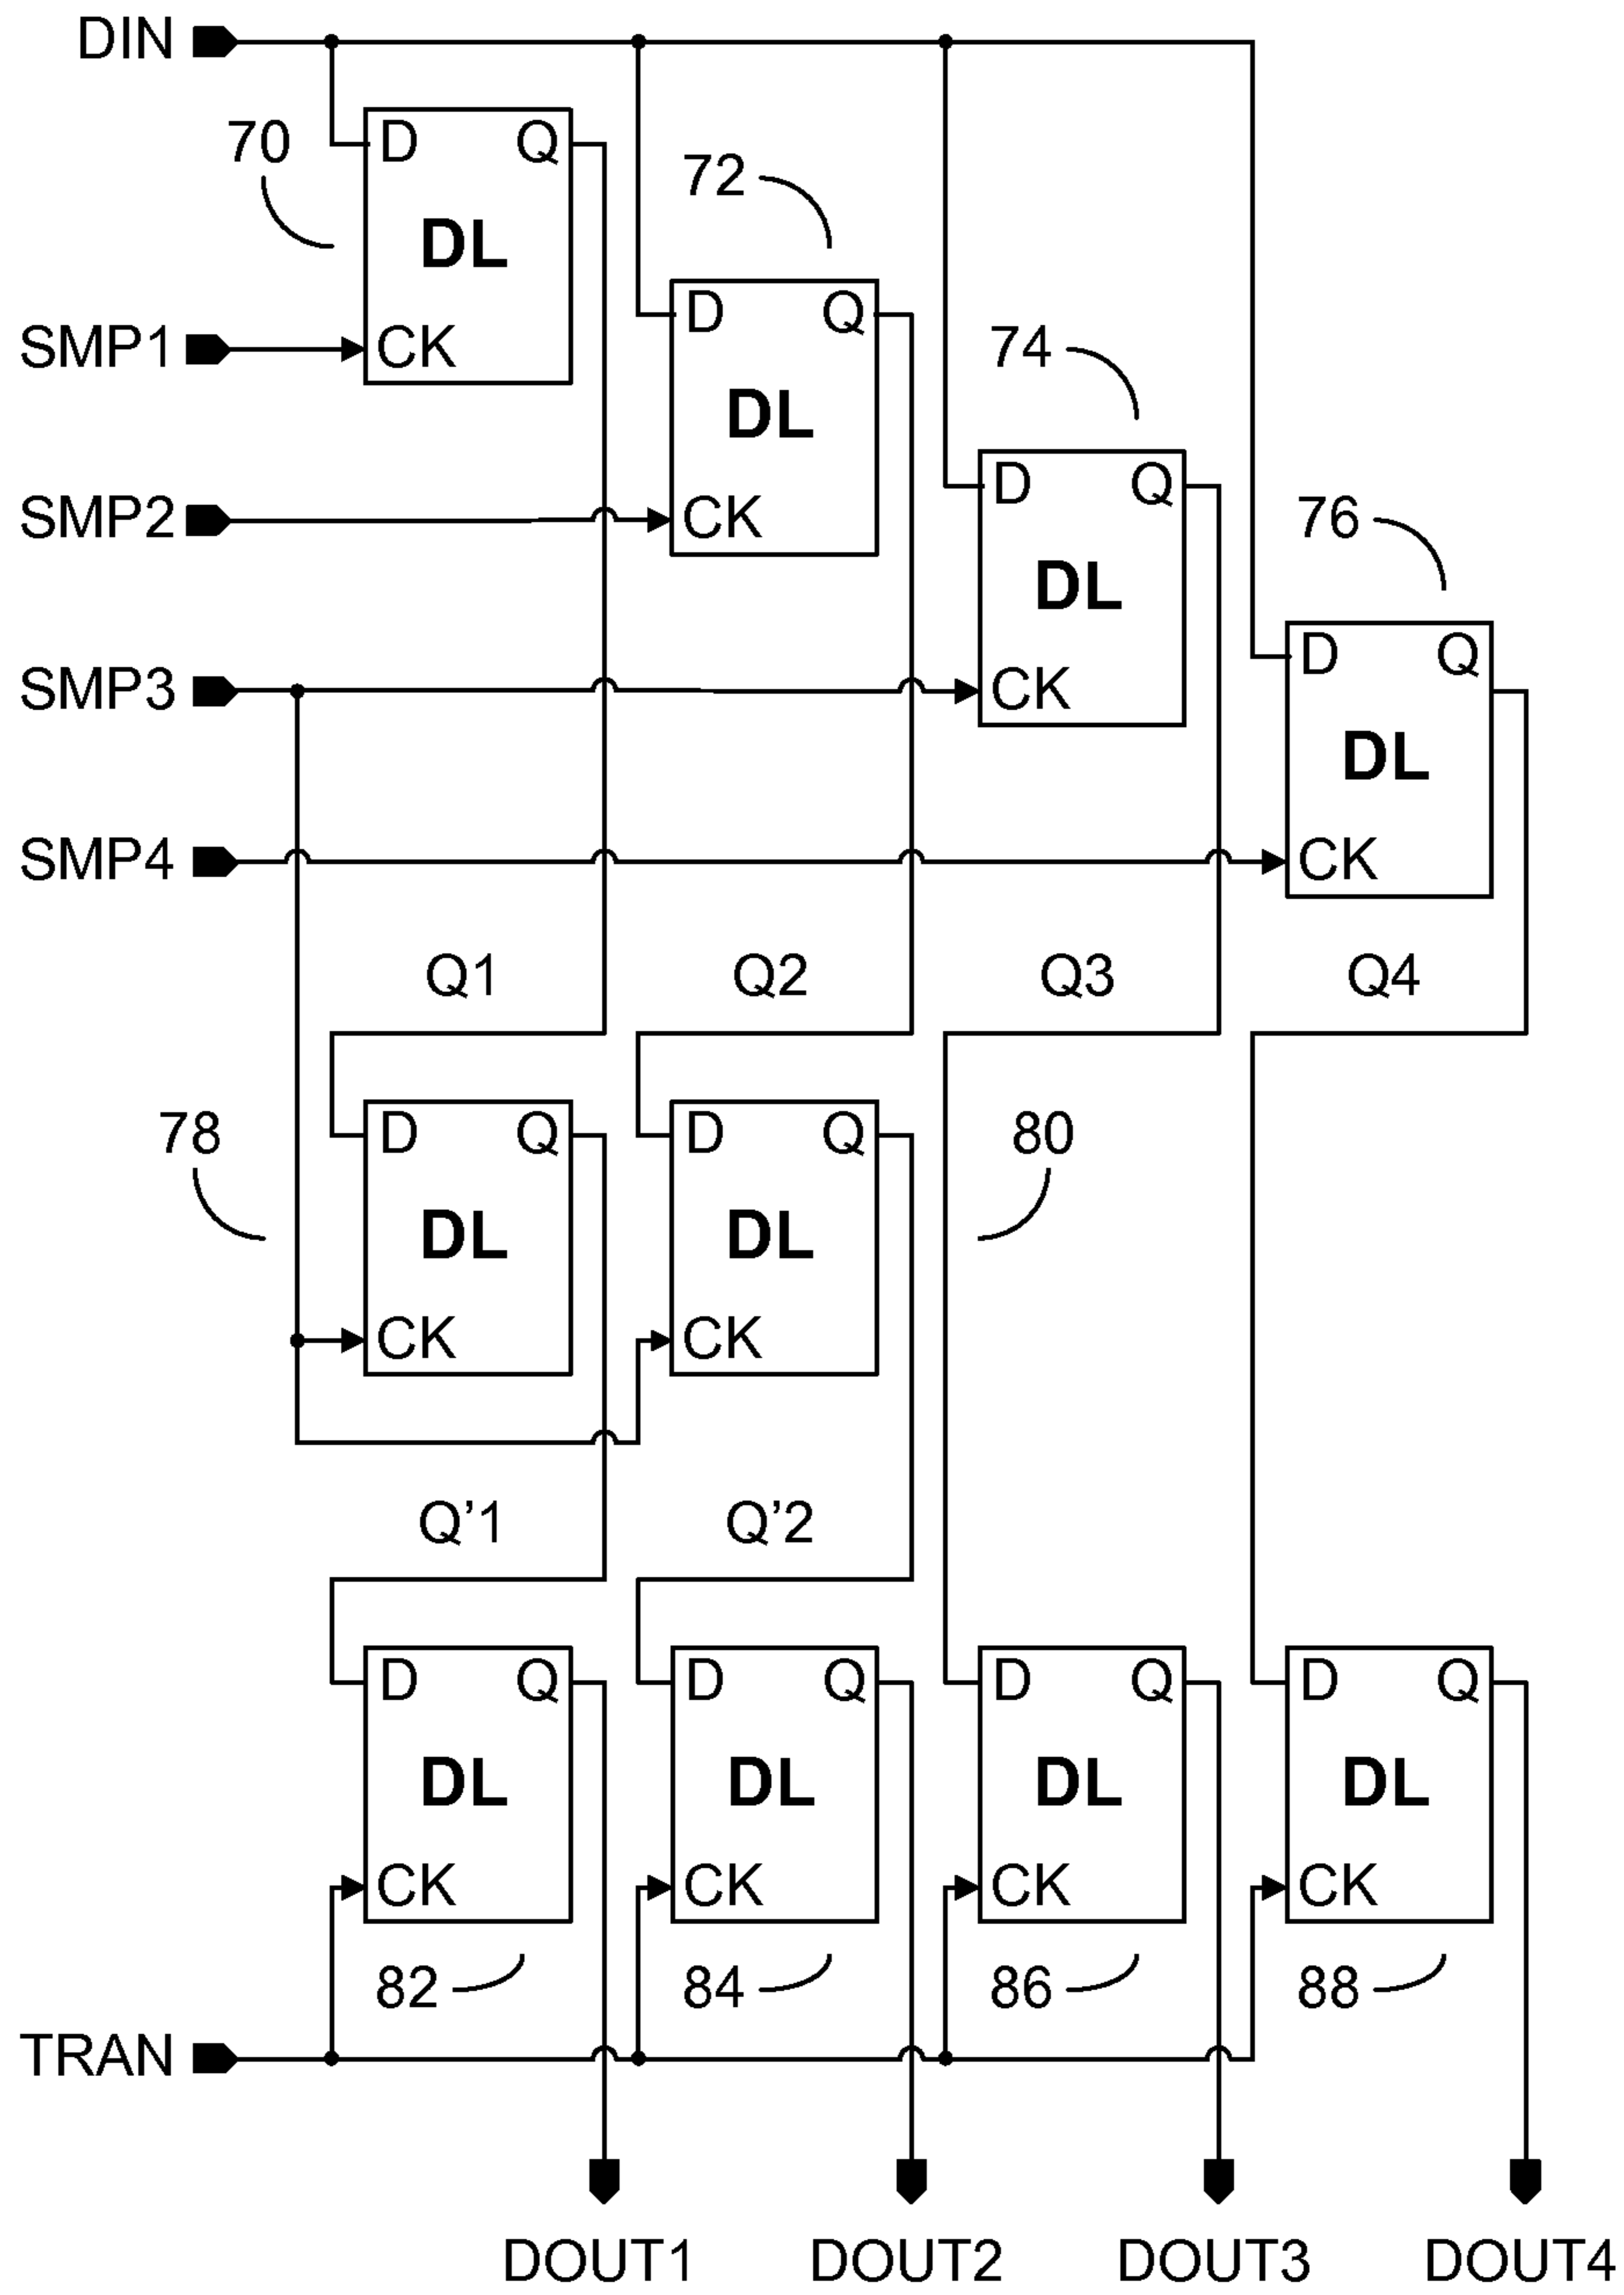 DIN
70
D Q
DL
SMP1
CK
72
D Q
DL
SMP2
CK
74
D Q
DL
SMP3
CK
76
D Q
DL
SMP4
CK
Q1 Q2 Q3 Q4
78
D Q
DL
CK
D Q
DL
CK
80
Q’1 Q’2
D Q D Q D Q D Q
DL DL DL DL
CK CK CK CK
82 84 86 88
TRAN
DOUT1 DOUT2 DOUT3 DOUT4